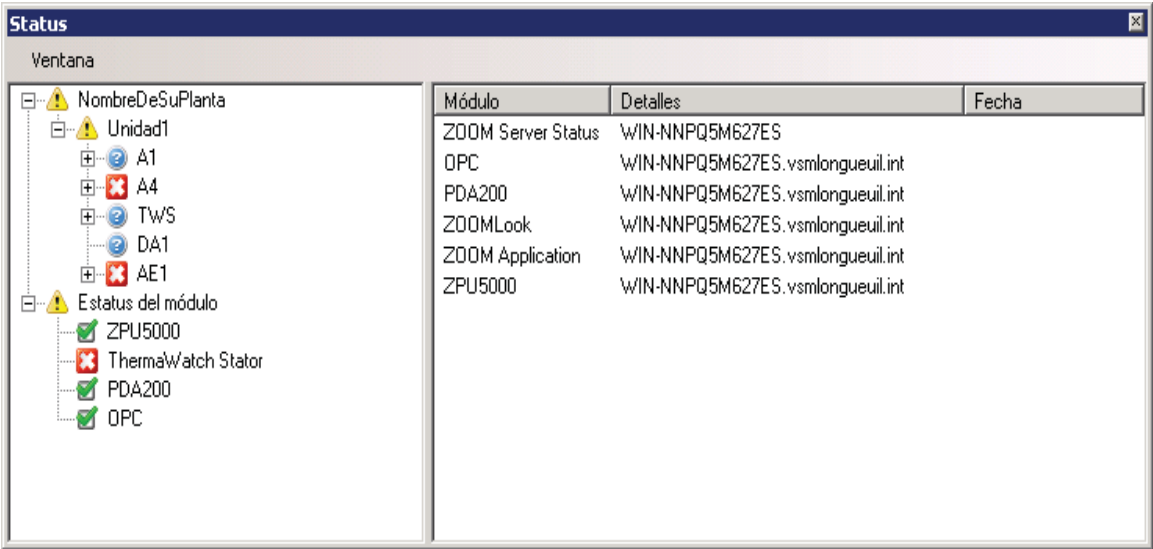 Status
Ventana
NombreDeSuPlanta
Unidad1
A1
A4
TWS
DA1
AE1
Estatus del módulo
ZPU5000
ThermaWatch Stator
PDA200
OPC
Módulo Detalles Fecha
ZOOM Server Status WIN-NNPQ5M627ES
OPC WIN-NNPQ5M627ES.vsmlongueuil.int
PDA200 WIN-NNPQ5M627ES.vsmlongueuil.int
ZOOMLook WIN-NNPQ5M627ES.vsmlongueuil.int
ZOOM Application WIN-NNPQ5M627ES.vsmlongueuil.int
ZPU5000 WIN-NNPQ5M627ES.vsmlongueuil.int